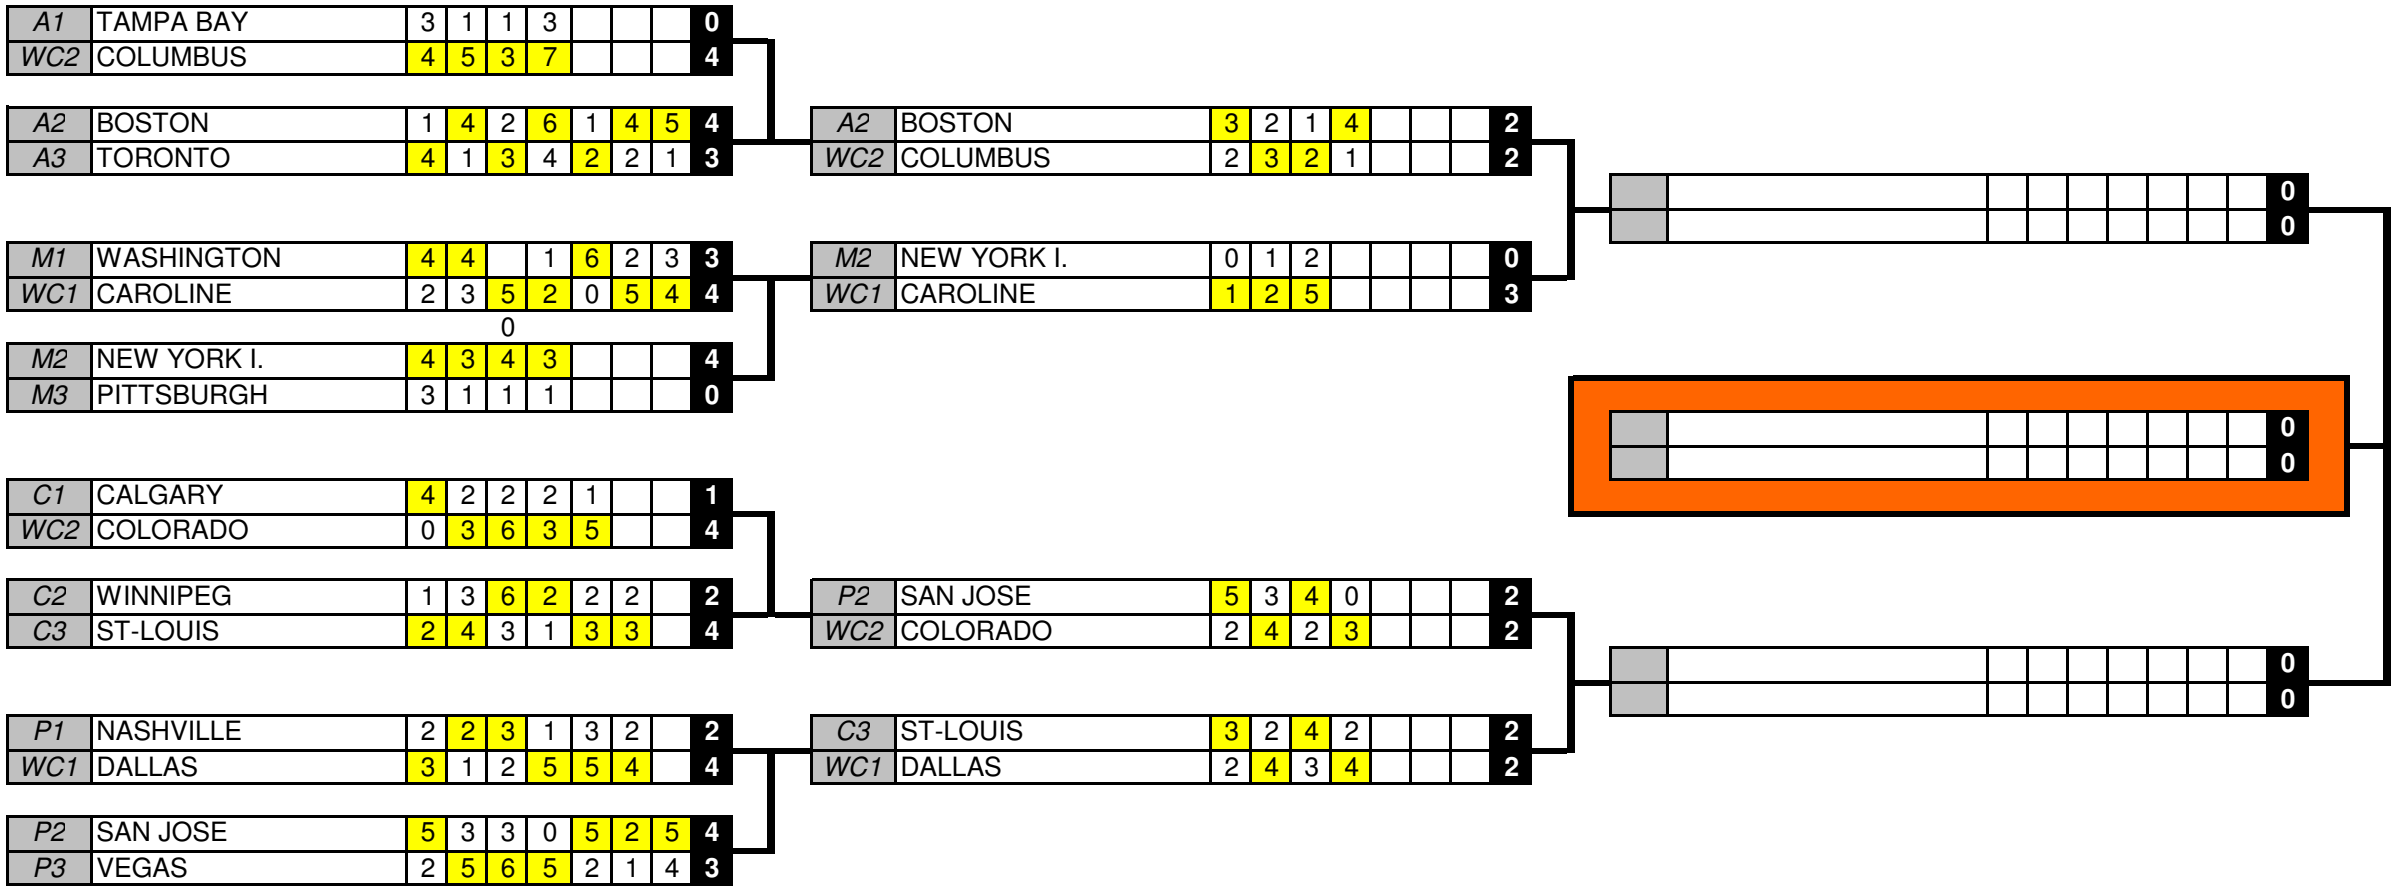 A1 TAMPA BAY 3 1 1 3 0
WC2 COLUMBUS 4 5 3 7 4
A2 BOSTON 1 4 2 6 1 4 5 4
A3 TORONTO 4 1 3 4 2 2 1 3
A2 BOSTON 3 2 1 4 2
WC2 COLUMBUS 2 3 2 1 2
0
0
M1 WASHINGTON 4 4 1 6 2 3 3
WC1 CAROLINE 2 3 5 2 0 5 4 4
0
M2 NEW YORK I. 0 1 2 0
WC1 CAROLINE 1 2 5 3
M2 NEW YORK I. 4 3 4 3 4
M3 PITTSBURGH 3 1 1 1 0
0
0
C1 CALGARY 4 2 2 2 1 1
WC2 COLORADO 0 3 6 3 5 4
C2 WINNIPEG 1 3 6 2 2 2 2
C3 ST-LOUIS 2 4 3 1 3 3 4
P2 SAN JOSE 5 3 4 0 2
WC2 COLORADO 2 4 2 3 2
0
0
P1 NASHVILLE 2 2 3 1 3 2 2
WC1 DALLAS 3 1 2 5 5 4 4
C3 ST-LOUIS 3 2 4 2 2
WC1 DALLAS 2 4 3 4 2
P2 SAN JOSE 5 3 3 0 5 2 5 4
P3 VEGAS 2 5 6 5 2 1 4 3